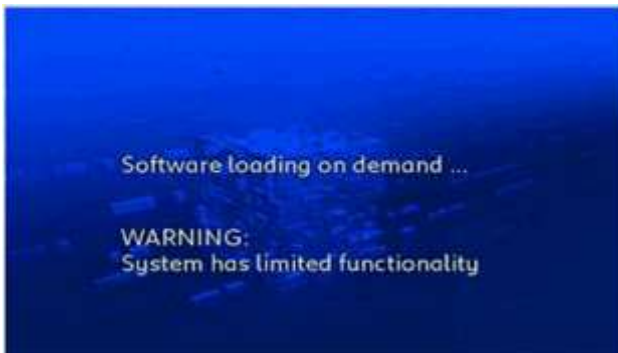 Software loading on demand ...
WARNING:
System has limited functionality